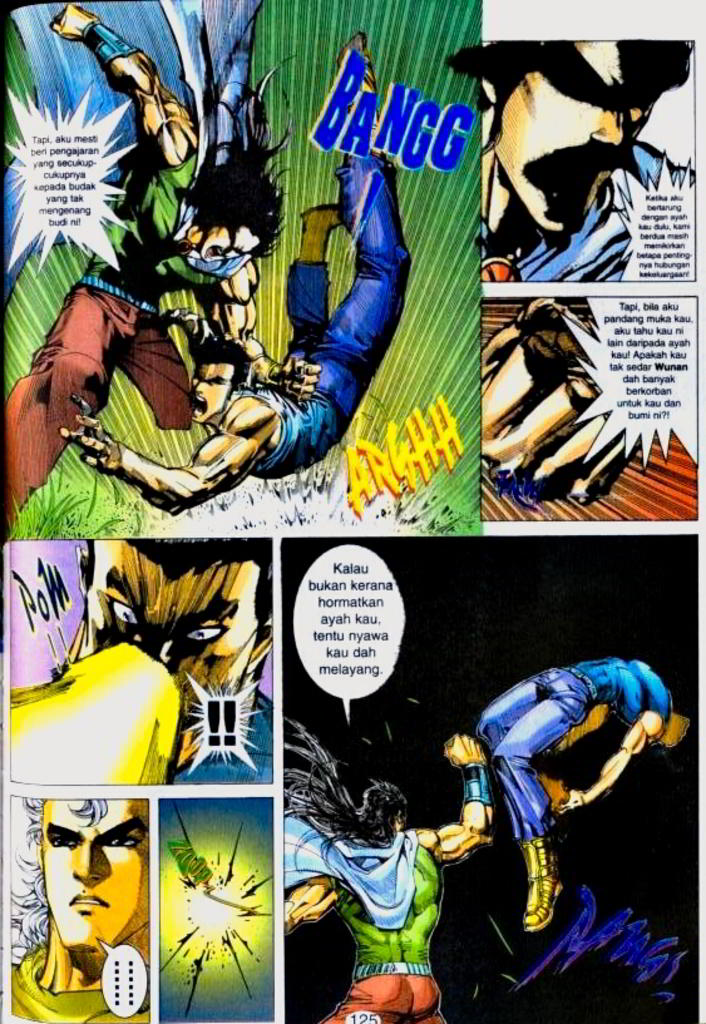 Tapi, aku mesti
beri pengajaran
yang secukup-
cukupnya
kepada budak
yang tak
mengenang
budi ni!
BANGG
ARGHH
Ketika aku
bertarung
dengan ayah
kau dulu, kami
berdua masih
memikirkan
betapa penting-
nya hubungan
kekeluargaan!
Tapi, bila aku
pandang muka kau,
aku tahu kau ni
lain daripada ayah
kau! Apakah kau
tak sedar Wunan
dah banyak
berkorban
untuk kau dan
bumi ni?!
POM
!!
Kalau
bukan kerana
hormatkan
ayah kau,
tentu nyawa
kau dah
melayang.
125